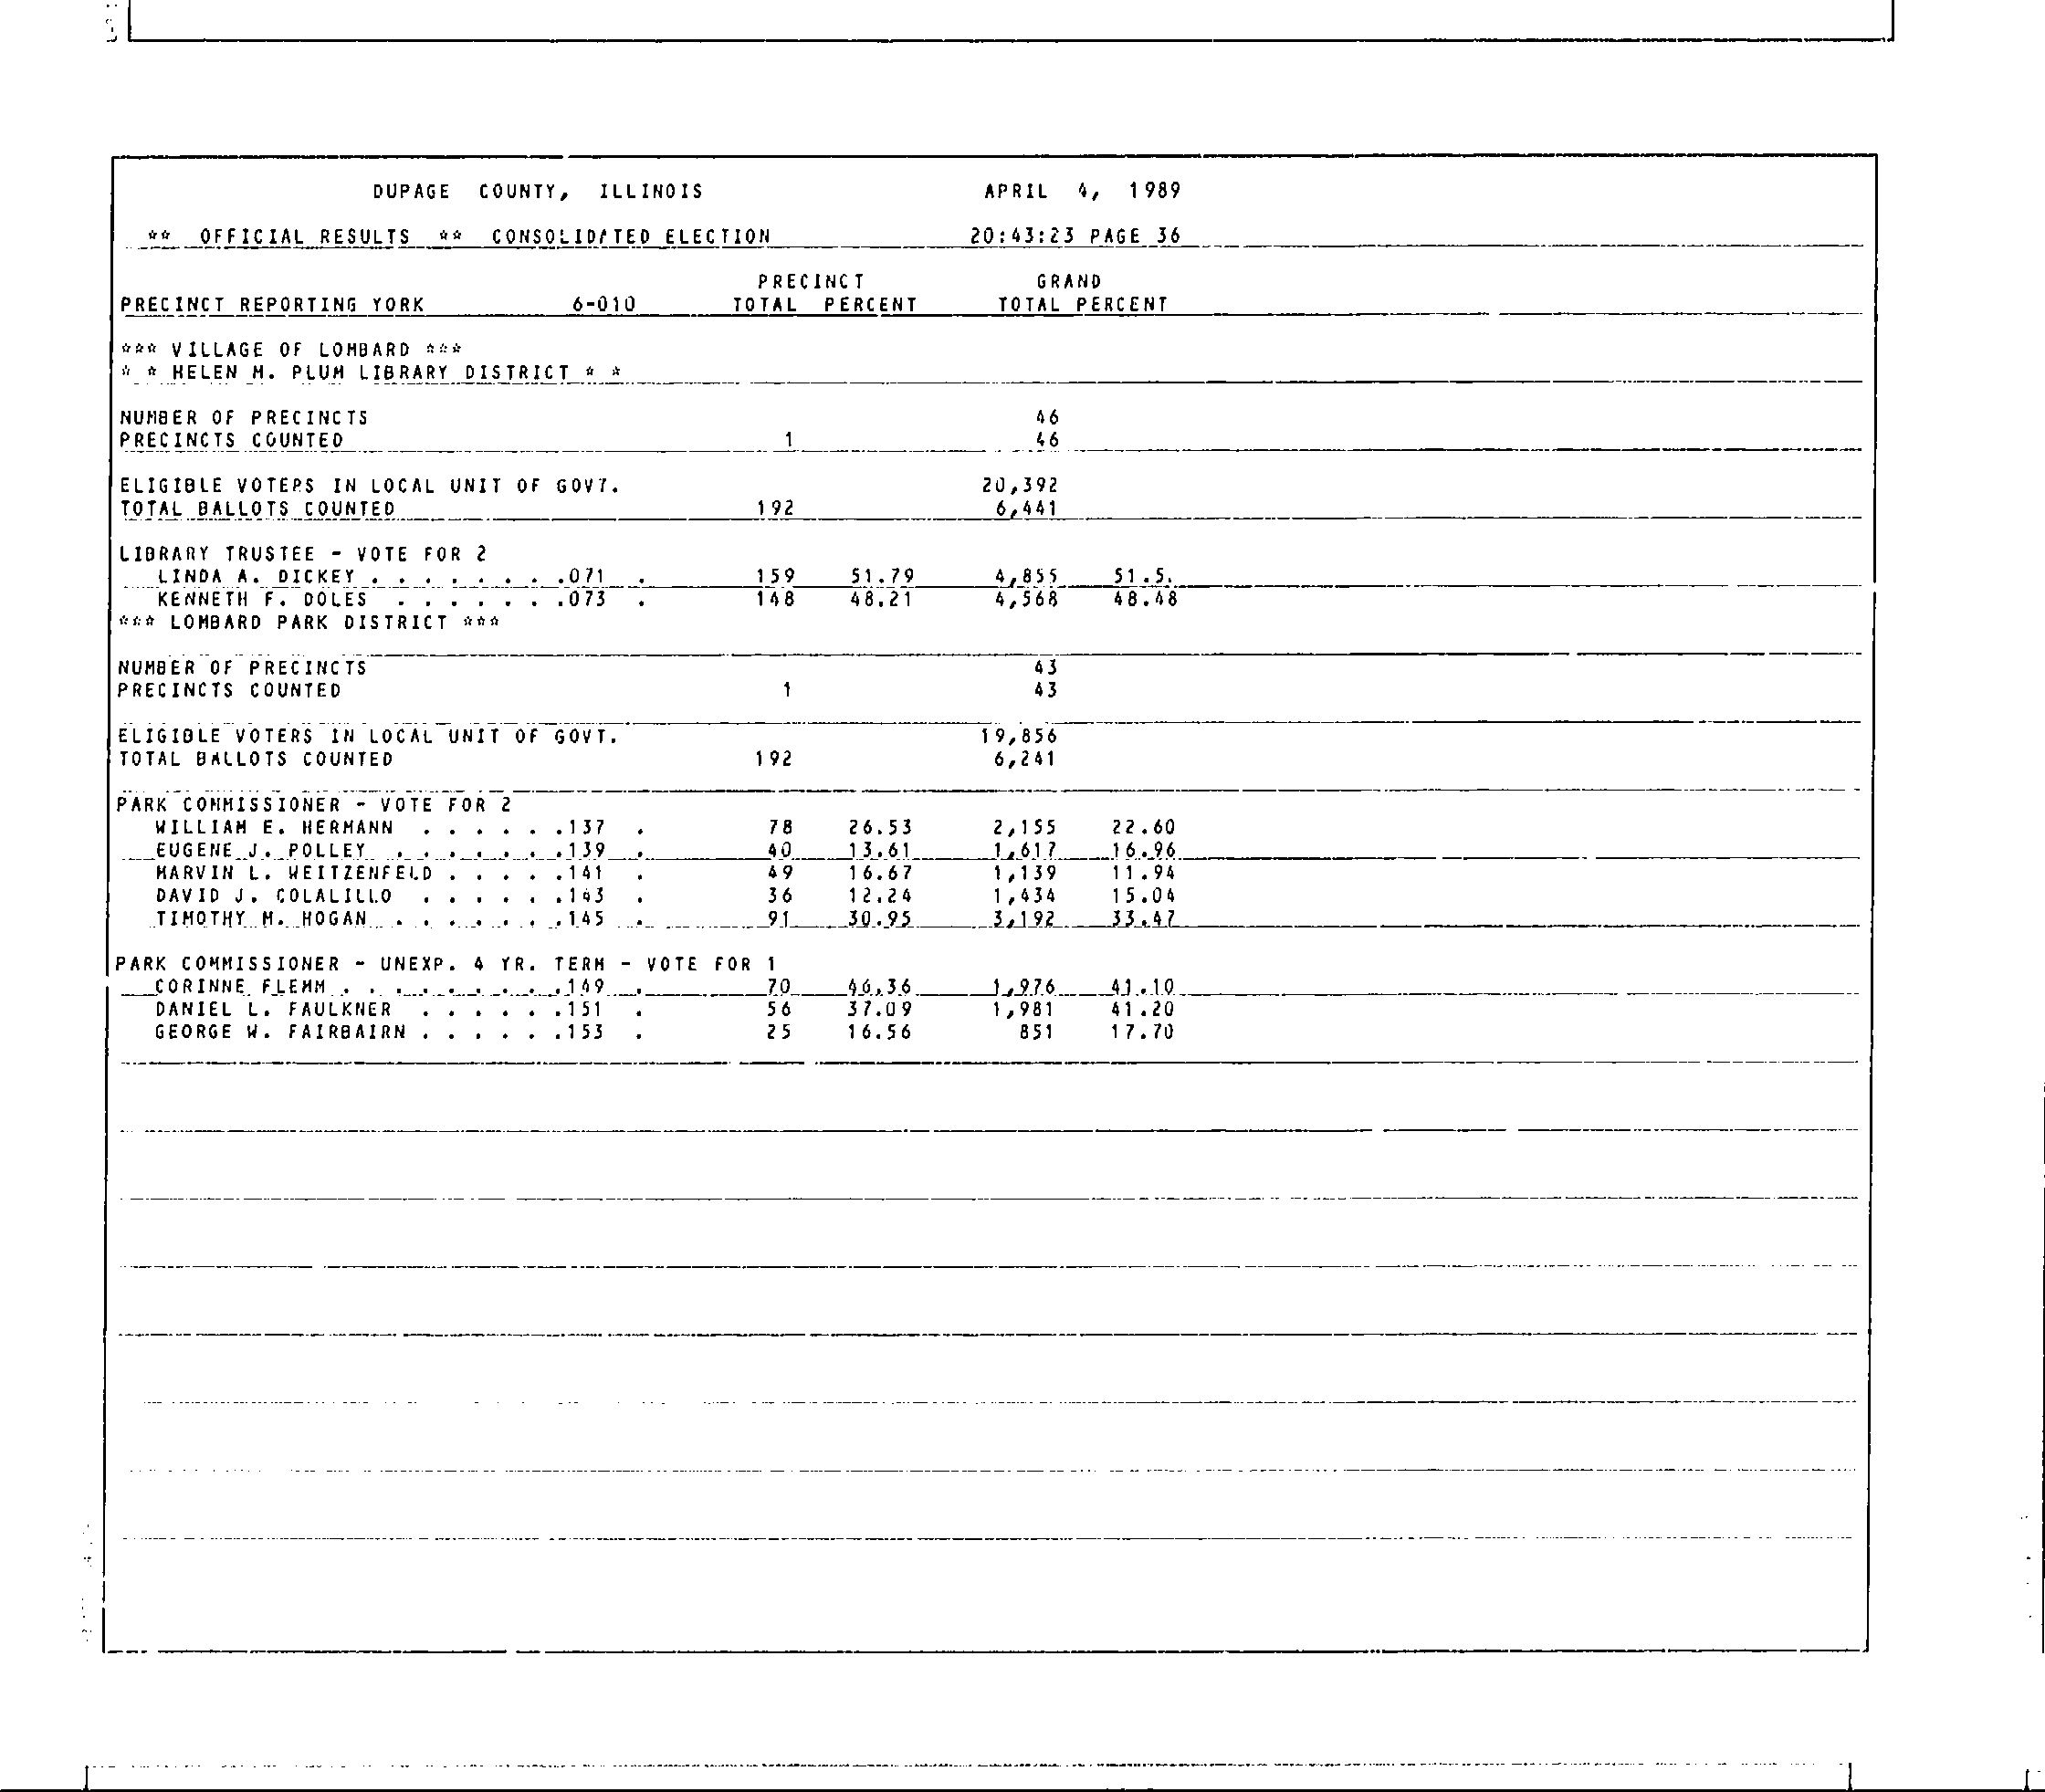 DUPAGE COUNTY, ILLINOIS APRIL 4, 1989
** OFFICIAL RESULTS ** CONSOLIDATED ELECTION 20:43:23 PAGE 36
PRECINCT GRAND
PRECINCT REPORTING YORK 6-010 TOTAL PERCENT TOTAL PERCENT
*** VILLAGE OF LOMBARD ***
* * HELEN M. PLUM LIBRARY DISTRICT * *
NUMBER OF PRECINCTS 46
PRECINCTS COUNTED 1 46
ELIGIBLE VOTERS IN LOCAL UNIT OF GOVT. 20,392
TOTAL BALLOTS COUNTED 192 6,441
LIBRARY TRUSTEE - VOTE FOR 2
LINDA A. DICKEY . . . . . . . .071 . 159 51.79 4,855 51.5
KENNETH F. DOLES . . . . . . .073 . 148 48.21 4,568 48.48
*** LOMBARD PARK DISTRICT ***
NUMBER OF PRECINCTS 43
PRECINCTS COUNTED 1 43
ELIGIBLE VOTERS IN LOCAL UNIT OF GOVT. 19,856
TOTAL BALLOTS COUNTED 192 6,241
PARK COMMISSIONER - VOTE FOR 2
WILLIAM E. HERMANN . . . . . .137 . 78 26.53 2,155 22.60
EUGENE J. POLLEY . . . . . . .139 . 40 13.61 1,617 16.96
MARVIN L. WEITZENFELD . . . . .141 . 49 16.67 1,139 11.94
DAVID J. COLALILLO . . . . . .143 . 36 12.24 1,434 15.04
TIMOTHY M. HOGAN . . . . . . .145 . 91 30.95 3,192 33.47
PARK COMMISSIONER - UNEXP. 4 YR. TERM - VOTE FOR 1
CORINNE FLEMM . . . . . . . . .149 . 70 46.36 1,976 41.10
DANIEL L. FAULKNER . . . . . .151 . 56 37.09 1,981 41.20
GEORGE W. FAIRBAIRN . . . . . .153 . 25 16.56 851 17.70